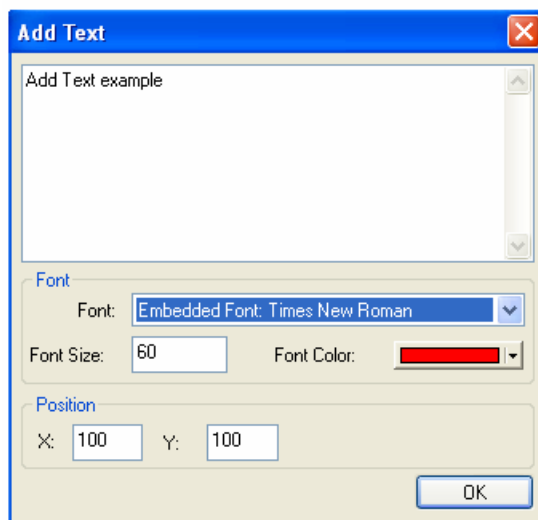 Add Text
Add Text example
Font
Font: Embedded Font: Times New Roman
Font Size: 60 Font Color:
Position
X: 100 Y: 100
OK